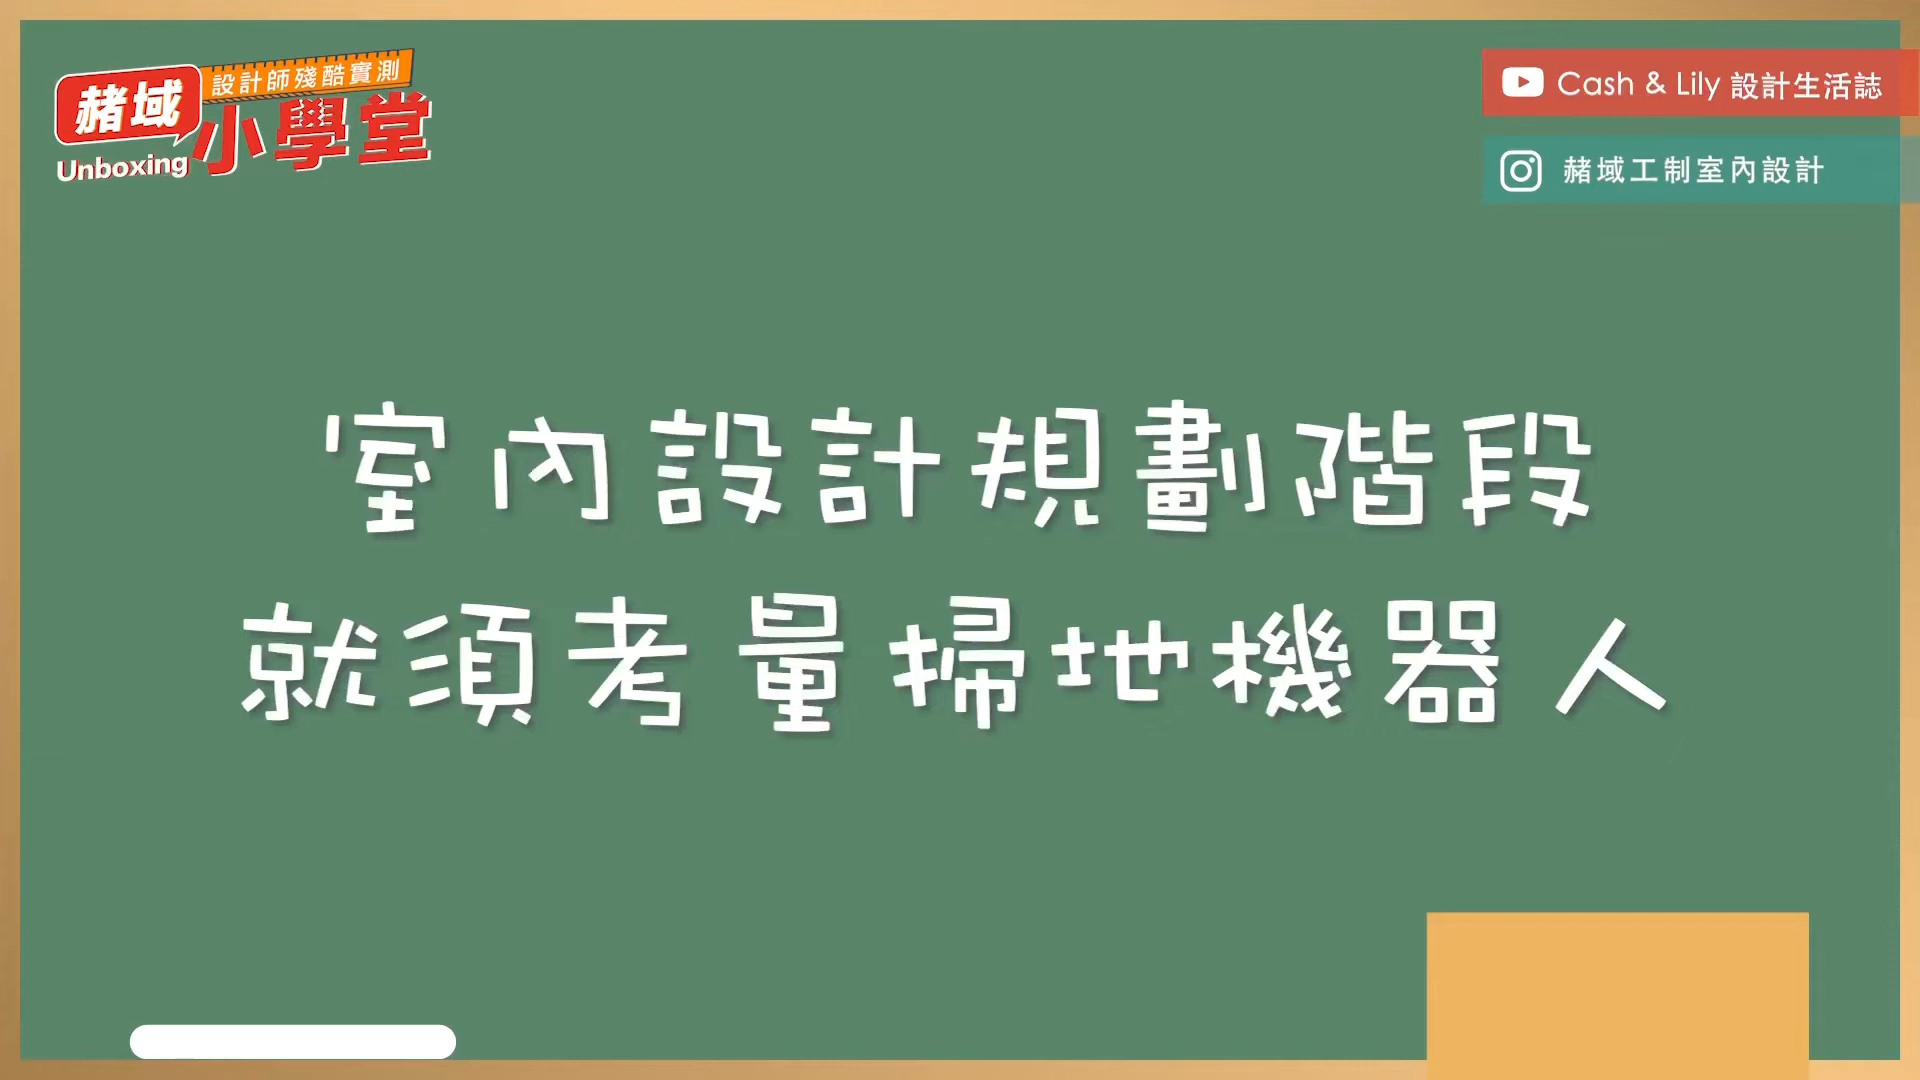 設計師殘酷實測
赭域
小學堂
Unboxing
Cash & Lily 設計生活誌
赭域工制室內設計
室內設計規劃階段
就須考量掃地機器人